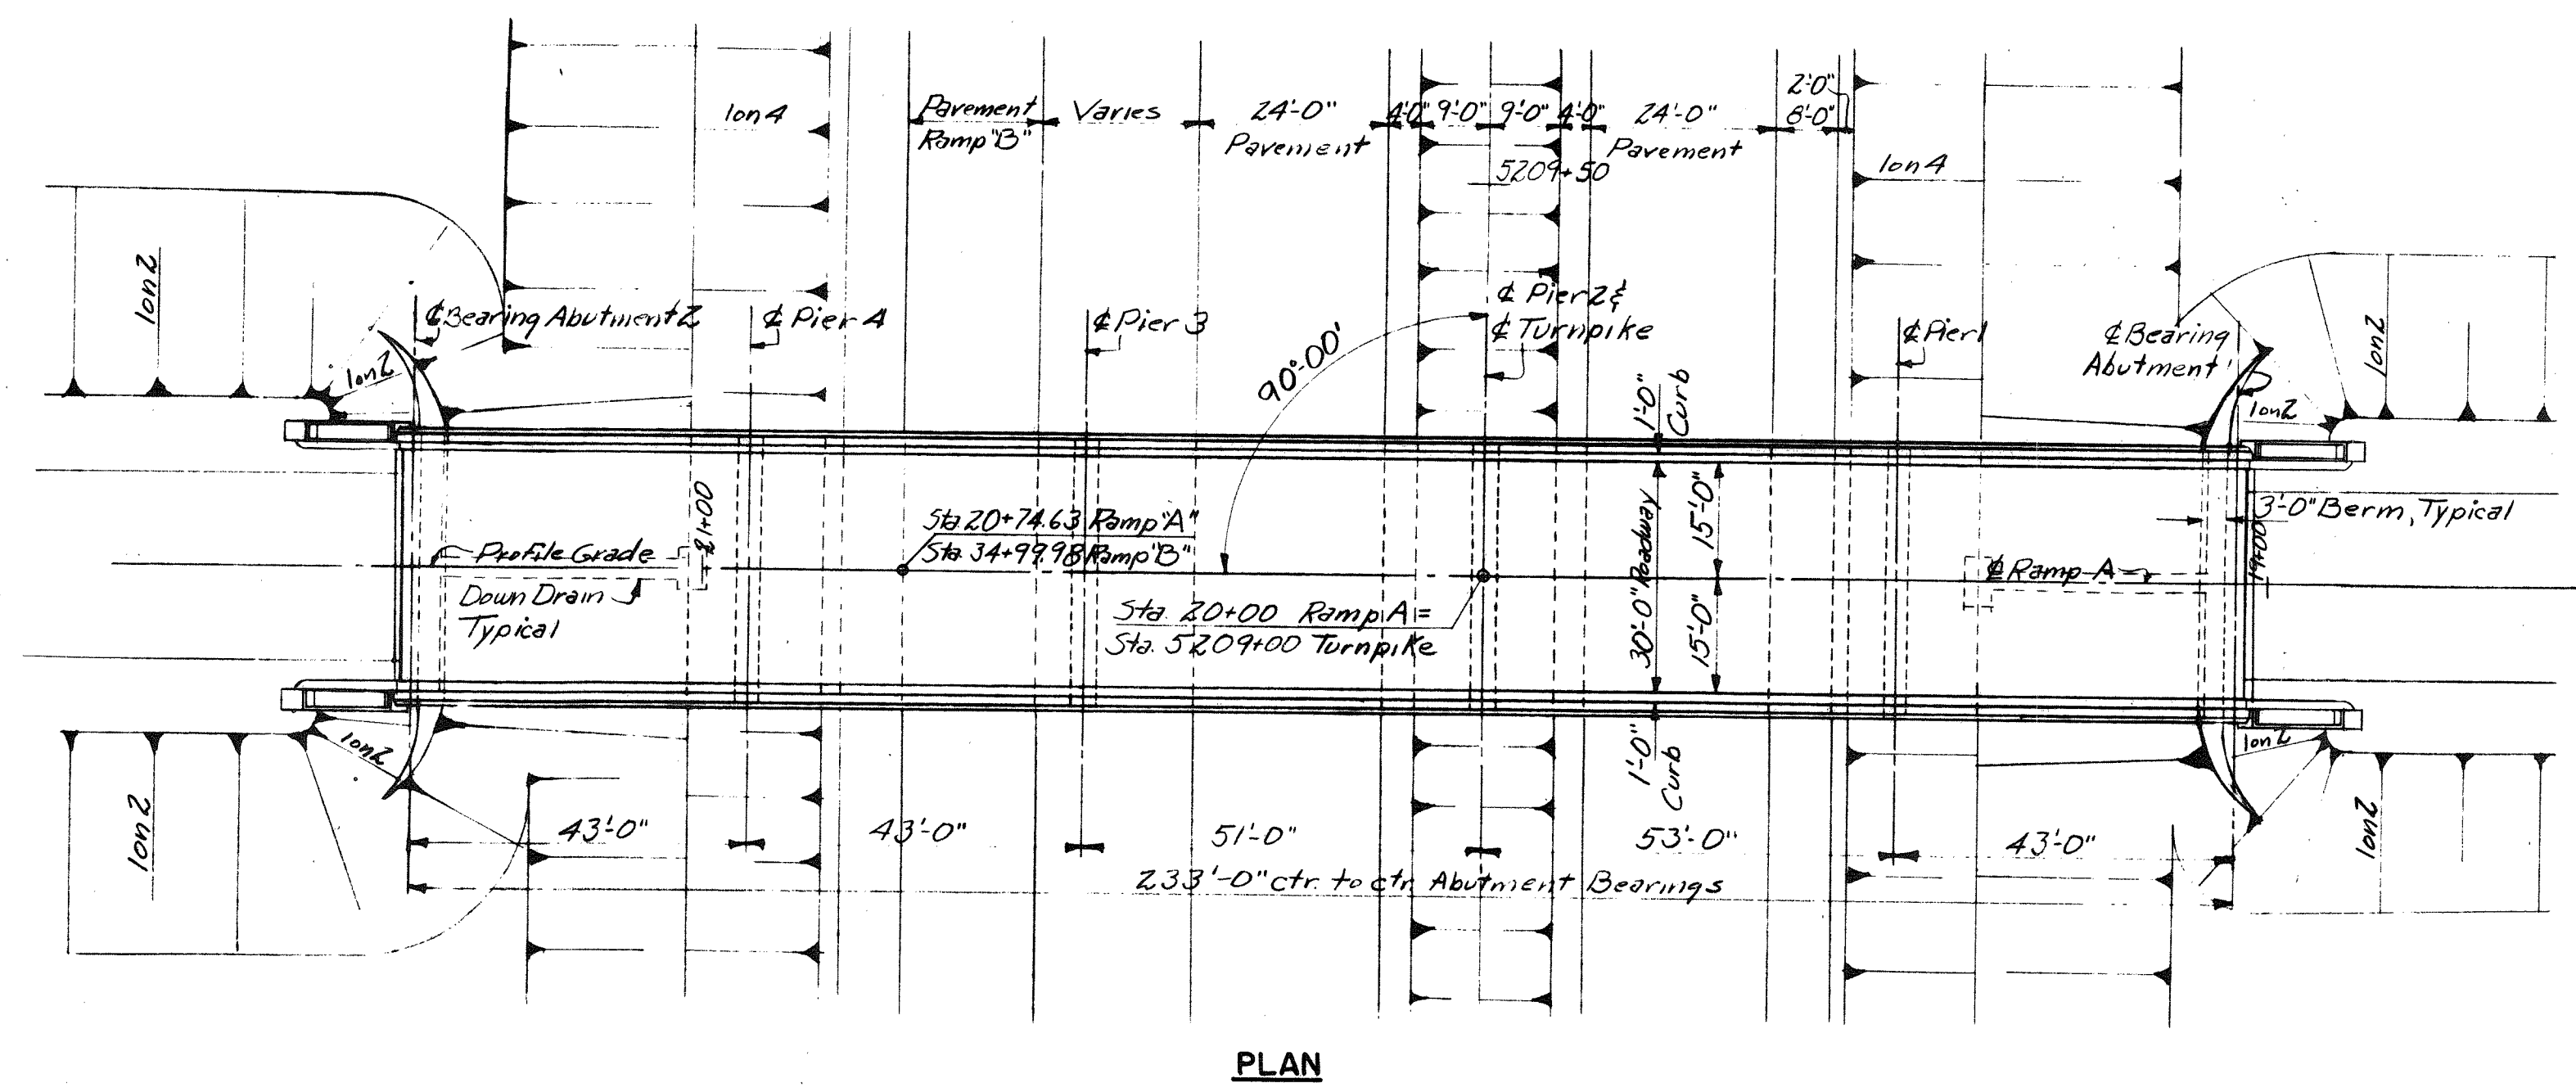 2'-0"
Pavement Varies 24'-0" 4'-0" 9'-0" 9'-0" 4'-0" 24'-0" 8'-0"
1on4
Ramp "B" Pavement Pavement
5209+50 1on4
1on2
℄ Bearing Abutment 2 ℄ Pier 4 ℄ Pier 3
℄ Pier 2 &
℄ Turnpike
℄ Pier 1
℄ Bearing
Abutment 1
1on2
90°-00'
1on2
1'-0"
Curb
1on2
21+00
Sta. 20+74.63 Ramp "A"
Sta. 34+99.98 Ramp "B"
30'-0" Roadway
15'-0"
3'-0" Berm, Typical
Profile Grade
19+00
℄ Ramp A
Down Drain
Typical
Sta. 20+00 Ramp A =
Sta. 5209+00 Turnpike
15'-0"
1on2
1'-0"
Curb
1on2
1on2
43'-0" 43'-0" 51'-0" 53'-0" 43'-0"
1on2
233'-0" ctr. to ctr. Abutment Bearings
PLAN